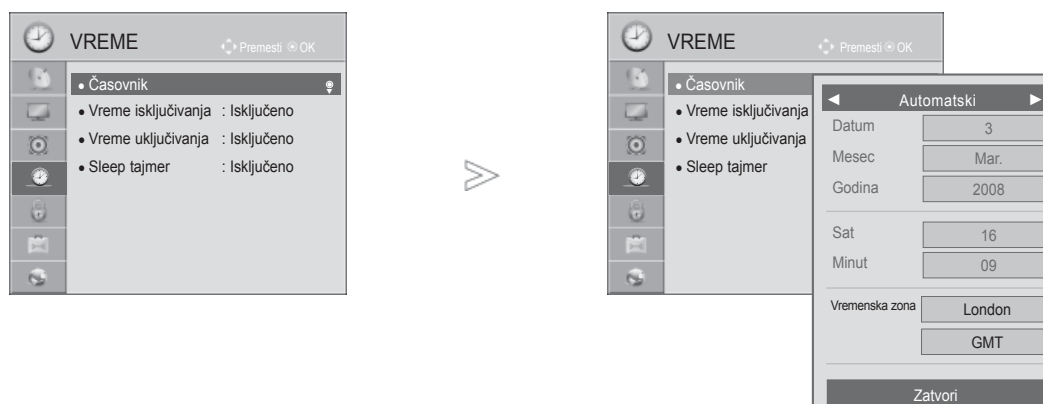 VREME
Premesti OK
• Časovnik
• Vreme isključivanja : Isključeno
• Vreme uključivanja : Isključeno
• Sleep tajmer : Isključeno
VREME
Premesti OK
• Časovnik
• Vreme isključivanja
• Vreme uključivanja
• Sleep tajmer
◄ Automatski ►
Datum 3
Mesec Mar.
Godina 2008
Sat 16
Minut 09
Vremenska zona London
GMT
Zatvori